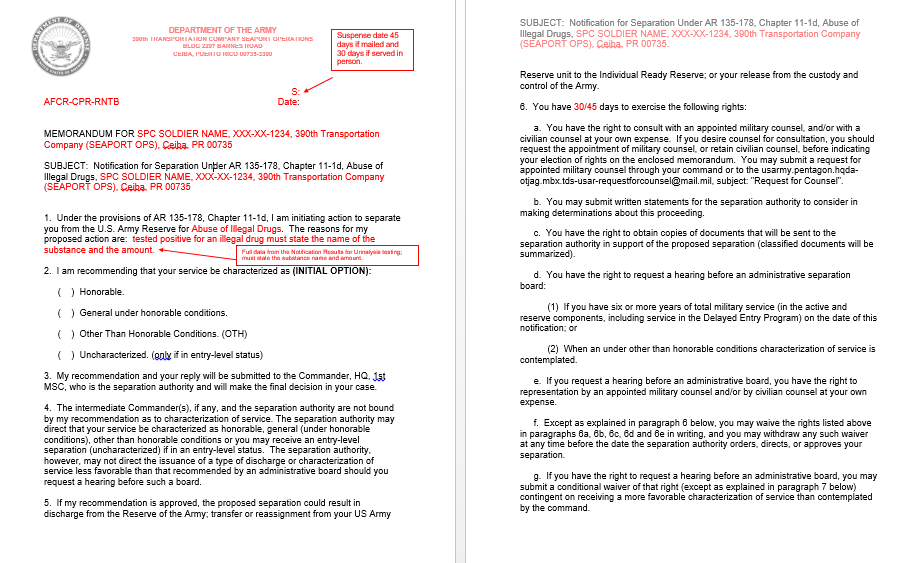 DEPARTMENT OF THE ARMY
390th TRANSPORTATION COMPANY SEAPORT OPERATIONS
BLDG 2297 BARNES ROAD
CEIBA, PUERTO RICO 00735-3390
Suspense date 45
days if mailed and
30 days if served in
person.
S:
AFCR-CPR-RNTB Date:
MEMORANDUM FOR SPC SOLDIER NAME, XXX-XX-1234, 390th Transportation
Company (SEAPORT OPS), Ceiba, PR 00735
SUBJECT: Notification for Separation Under AR 135-178, Chapter 11-1d, Abuse of
Illegal Drugs, SPC SOLDIER NAME, XXX-XX-1234, 390th Transportation Company
(SEAPORT OPS), Ceiba, PR 00735
1. Under the provisions of AR 135-178, Chapter 11-1d, I am initiating action to separate
you from the U.S. Army Reserve for Abuse of Illegal Drugs. The reasons for my
proposed action are: tested positive for an illegal drug must state the name of the
substance and the amount.
Full data from the Notification Results for Urinalysis testing;
must state the substance name and amount.
2. I am recommending that your service be characterized as (INITIAL OPTION):
( ) Honorable.
( ) General under honorable conditions.
( ) Other Than Honorable Conditions. (OTH)
( ) Uncharacterized. (only if in entry-level status)
3. My recommendation and your reply will be submitted to the Commander, HQ, 1st
MSC, who is the separation authority and will make the final decision in your case.
4. The intermediate Commander(s), if any, and the separation authority are not bound
by my recommendation as to characterization of service. The separation authority may
direct that your service be characterized as honorable, general (under honorable
conditions), other than honorable conditions or you may receive an entry-level
separation (uncharacterized) if in an entry-level status. The separation authority,
however, may not direct the issuance of a type of discharge or characterization of
service less favorable than that recommended by an administrative board should you
request a hearing before such a board.
5. If my recommendation is approved, the proposed separation could result in
discharge from the Reserve of the Army; transfer or reassignment from your US Army
SUBJECT: Notification for Separation Under AR 135-178, Chapter 11-1d, Abuse of
Illegal Drugs, SPC SOLDIER NAME, XXX-XX-1234, 390th Transportation Company
(SEAPORT OPS), Ceiba, PR 00735.
Reserve unit to the Individual Ready Reserve; or your release from the custody and
control of the Army.
6. You have 30/45 days to exercise the following rights:
a. You have the right to consult with an appointed military counsel, and/or with a
civilian counsel at your own expense. If you desire counsel for consultation, you should
request the appointment of military counsel, or retain civilian counsel, before indicating
your election of rights on the enclosed memorandum. You may submit a request for
appointed military counsel through your command or to the usarmy.pentagon.hqda-
otjag.mbx.tds-usar-requestforcounsel@mail.mil, subject: "Request for Counsel".
b. You may submit written statements for the separation authority to consider in
making determinations about this proceeding.
c. You have the right to obtain copies of documents that will be sent to the
separation authority in support of the proposed separation (classified documents will be
summarized).
d. You have the right to request a hearing before an administrative separation
board:
(1) If you have six or more years of total military service (in the active and
reserve components, including service in the Delayed Entry Program) on the date of this
notification; or
(2) When an under other than honorable conditions characterization of service is
contemplated.
e. If you request a hearing before an administrative board, you have the right to
representation by an appointed military counsel and/or by civilian counsel at your own
expense.
f. Except as explained in paragraph 6 below, you may waive the rights listed above
in paragraphs 6a, 6b, 6c, 6d and 6e in writing, and you may withdraw any such waiver
at any time before the date the separation authority orders, directs, or approves your
separation.
g. If you have the right to request a hearing before an administrative board, you may
submit a conditional waiver of that right (except as explained in paragraph 7 below)
contingent on receiving a more favorable characterization of service than contemplated
by the command.